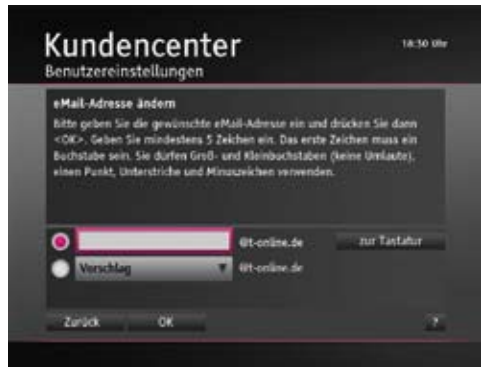 Kundencenter
18:50 Uhr
Benutzereinstellungen
eMail-Adresse ändern
Bitte geben Sie die gewünschte eMail-Adresse ein und drücken Sie dann
<OK>. Geben Sie mindestens 5 Zeichen ein. Das erste Zeichen muss ein
Buchstabe sein. Sie dürfen Groß- und Kleinbuchstaben (keine Umlaute),
einen Punkt, Unterstriche und Minuszeichen verwenden.
@t-online.de zur Tastatur
Vorschlag @t-online.de
Zurück OK ?